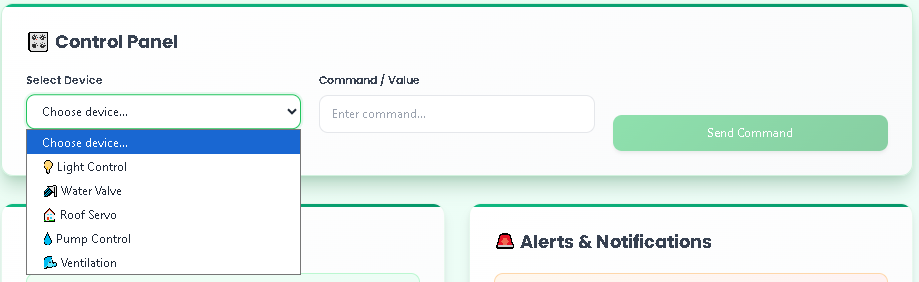 Control Panel
Select Device
Command / Value
Choose device...
Enter command...
Send Command
Choose device...
Light Control
Water Valve
Roof Servo
Pump Control
Ventilation
Alerts & Notifications